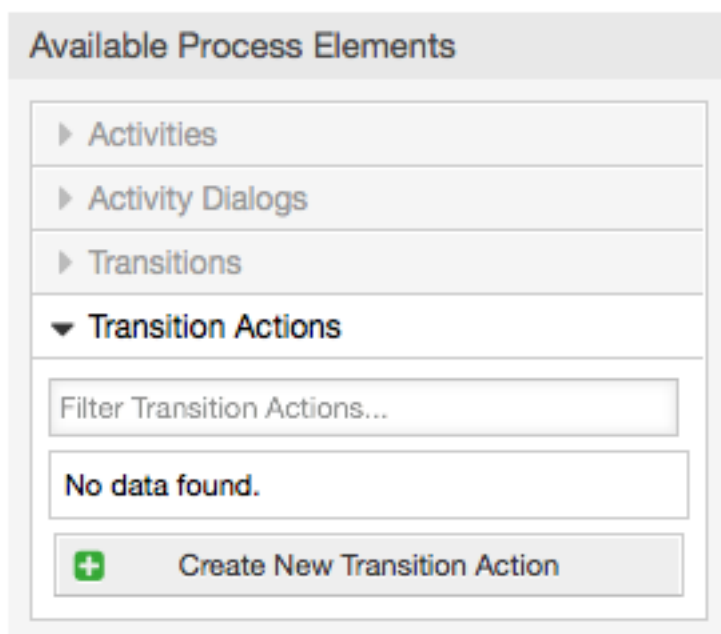 Available Process Elements
Activities
Activity Dialogs
Transitions
Transition Actions
Filter Transition Actions...
No data found.
Create New Transition Action